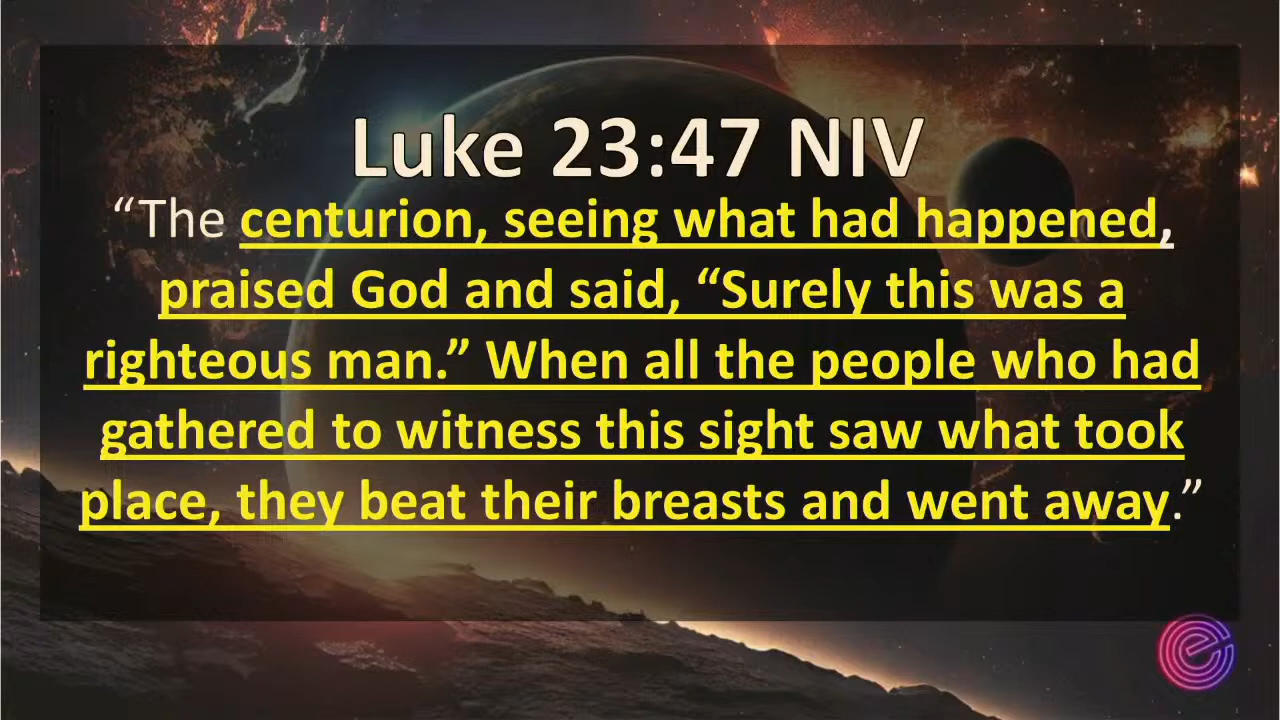 Luke 23:47 NIV
“The centurion, seeing what had happened,
praised God and said, “Surely this was a
righteous man.” When all the people who had
gathered to witness this sight saw what took
place, they beat their breasts and went away.”